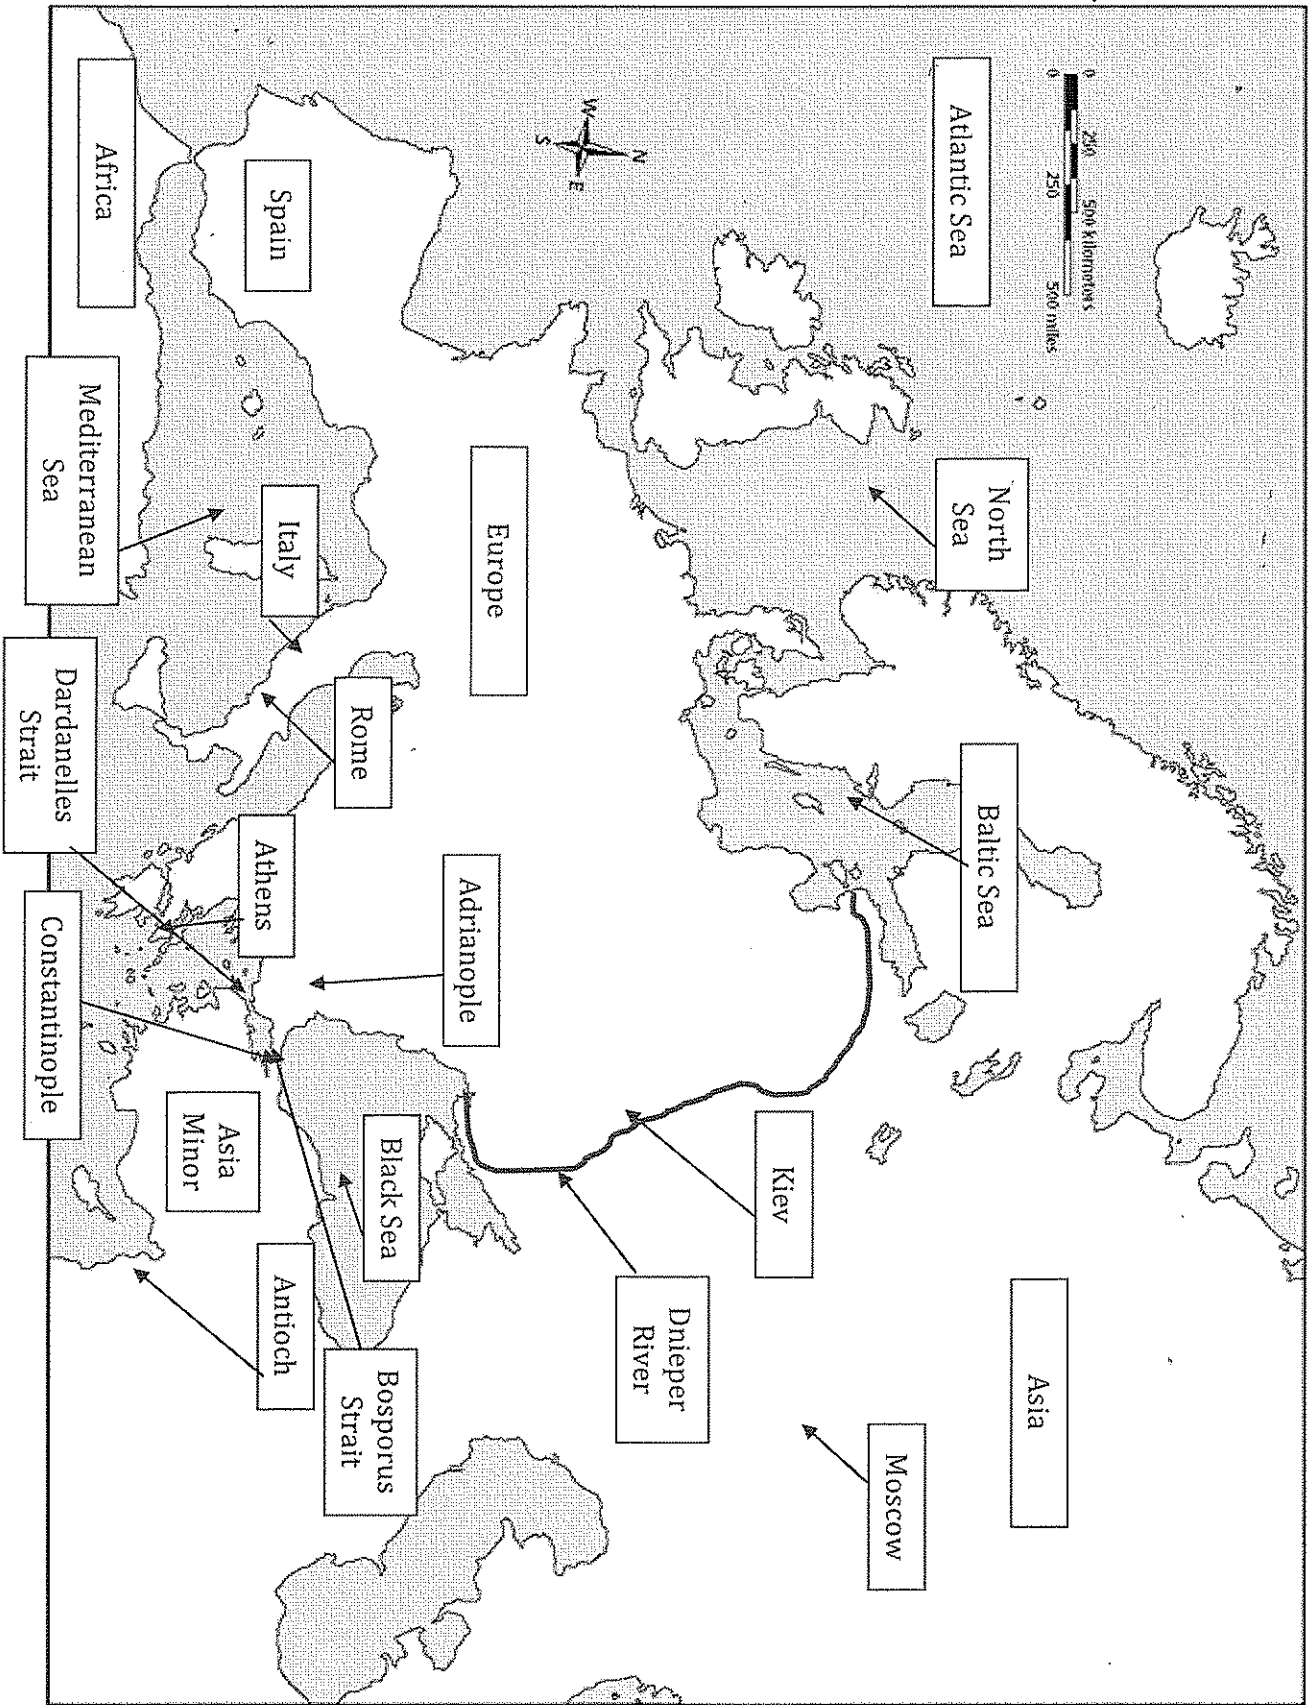 0 250 500 kilometers
0 250 500 miles
Atlantic Sea
North
Sea
Baltic Sea
Asia
Moscow
Kiev
Dnieper
River
N
W
E
S
Europe
Adrianople
Spain
Italy
Rome
Athens
Black Sea
Bosporus
Strait
Asia
Minor
Antioch
Africa
Mediterranean
Sea
Dardanelles
Strait
Constantinople